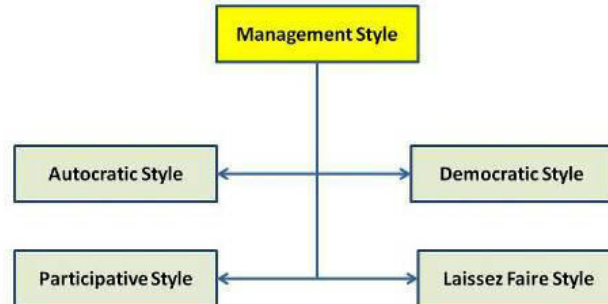 Management Style
Autocratic Style
Democratic Style
Participative Style
Laissez Faire Style